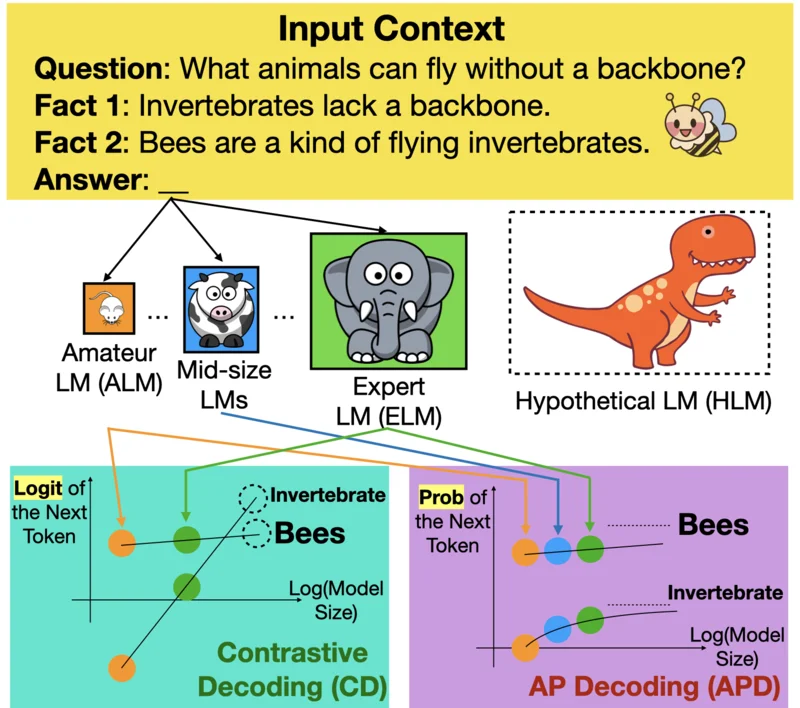 Input Context
Question: What animals can fly without a backbone?
Fact 1: Invertebrates lack a backbone.
Fact 2: Bees are a kind of flying invertebrates.
Answer: __
...
...
Amateur
LM (ALM)
Mid-size
LMs
Expert
LM (ELM)
Hypothetical LM (HLM)
Logit of
the Next
Token
Invertebrate
Bees
Log(Model
Size)
Contrastive
Decoding (CD)
Prob of
the Next
Token
Bees
Invertebrate
Log(Model
Size)
AP Decoding (APD)